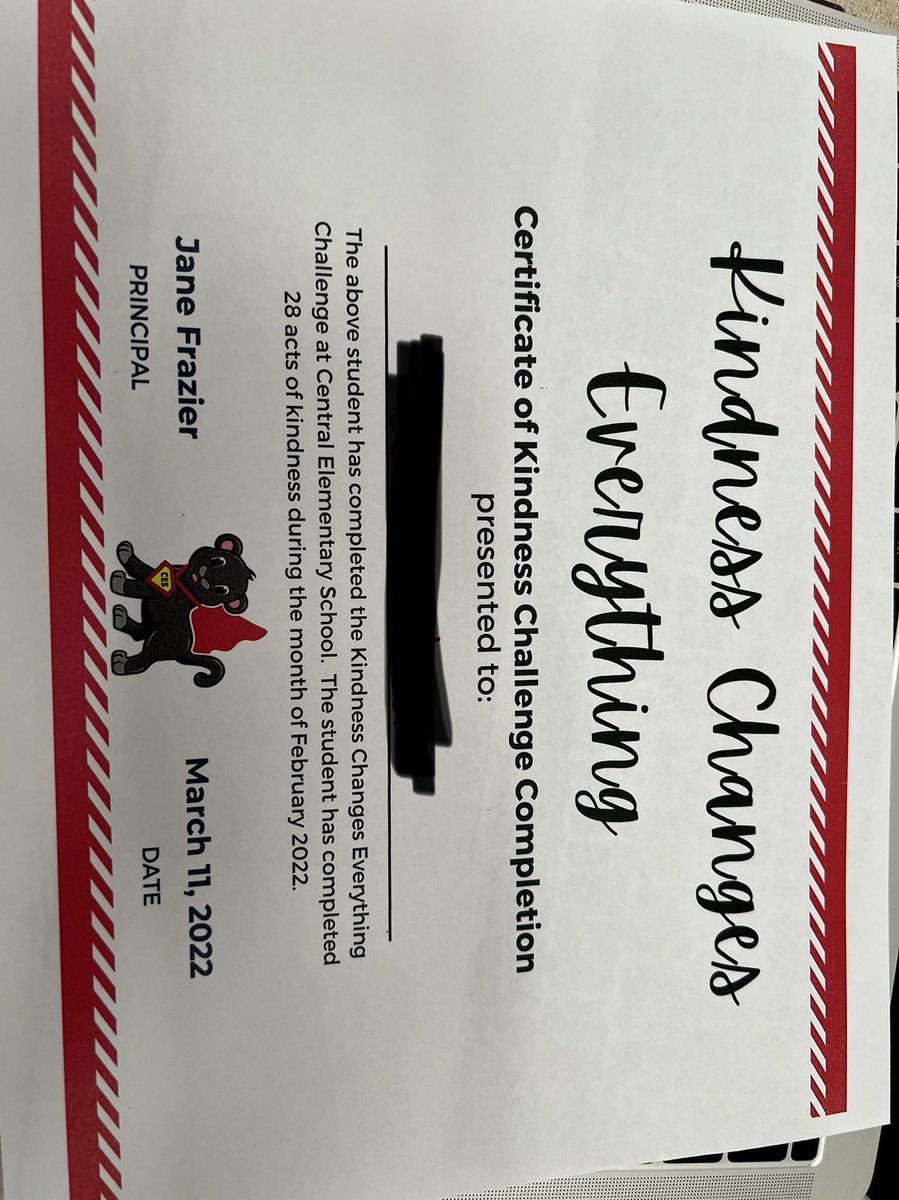 Kindness Changes
Everything
Certificate of Kindness Challenge Completion
presented to:
The above student has completed the Kindness Changes Everything
Challenge at Central Elementary School. The student has completed
28 acts of kindness during the month of February 2022.
Jane Frazier
PRINCIPAL
CES
March 11, 2022
DATE